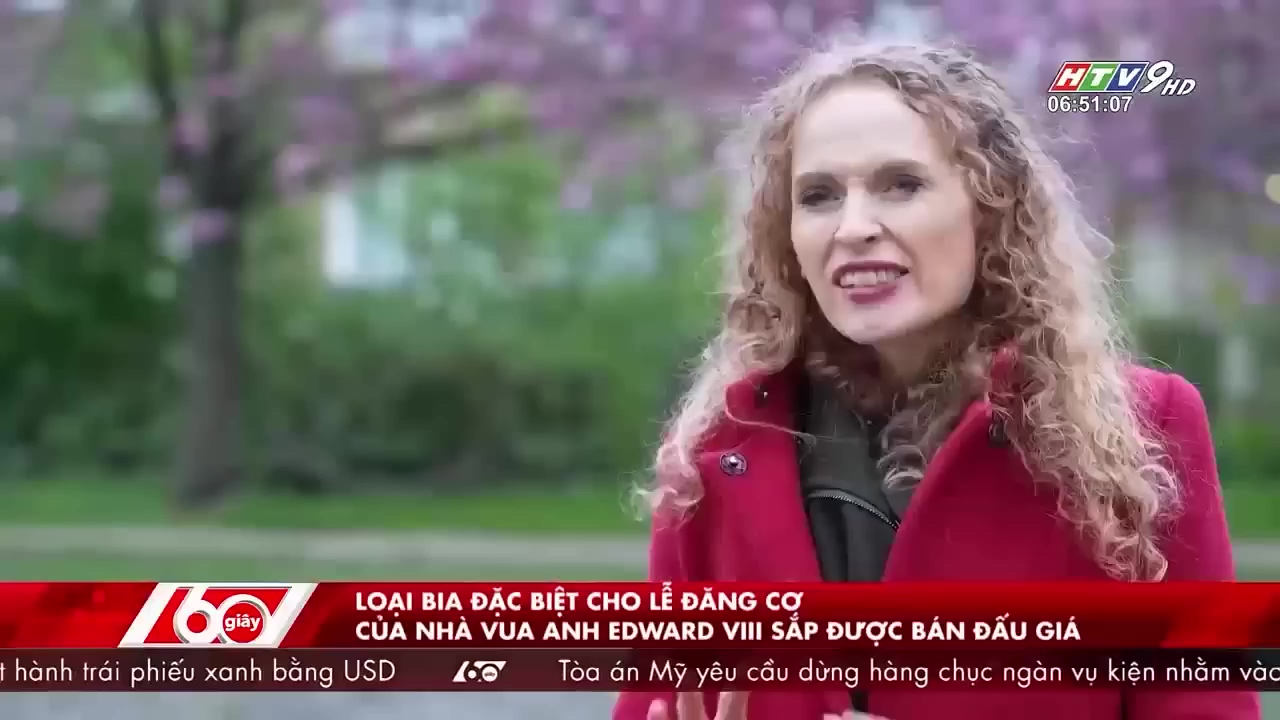 HTV9HD
06:51:07
60 giây
LOẠI BIA ĐẶC BIỆT CHO LỄ ĐĂNG CƠ
CỦA NHÀ VUA ANH EDWARD VIII SẮP ĐƯỢC BÁN ĐẤU GIÁ
t hành trái phiếu xanh bằng USD 60 giây Tòa án Mỹ yêu cầu dừng hàng chục ngàn vụ kiện nhằm vào